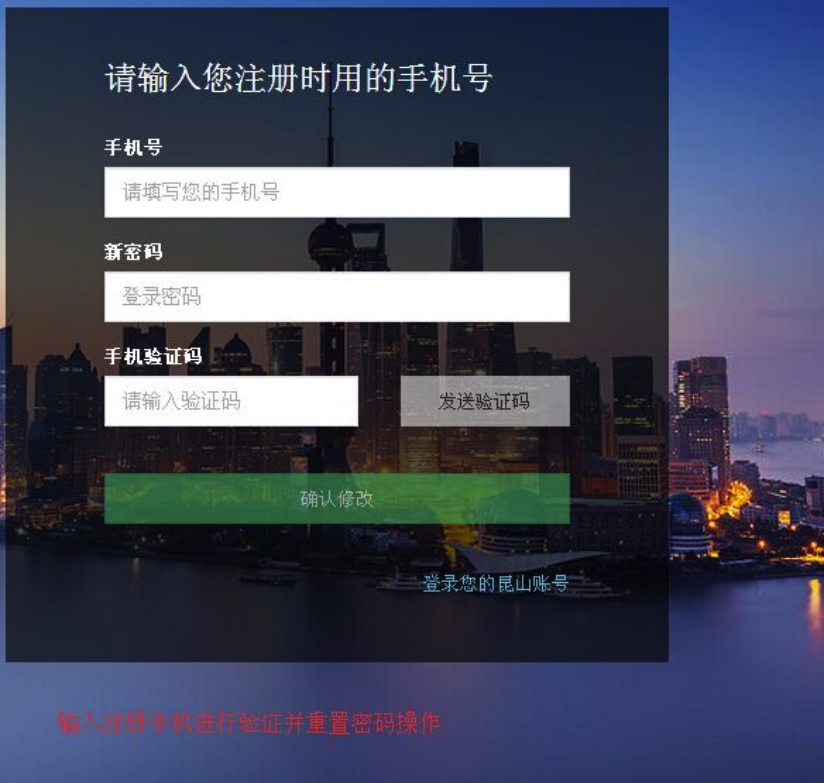 请输入您注册时用的手机号
手机号
请填写您的手机号
新密码
登录密码
手机验证码
请输入验证码
发送验证码
确认修改
登录您的昆山账号
输入注册手机进行验证并重置密码操作